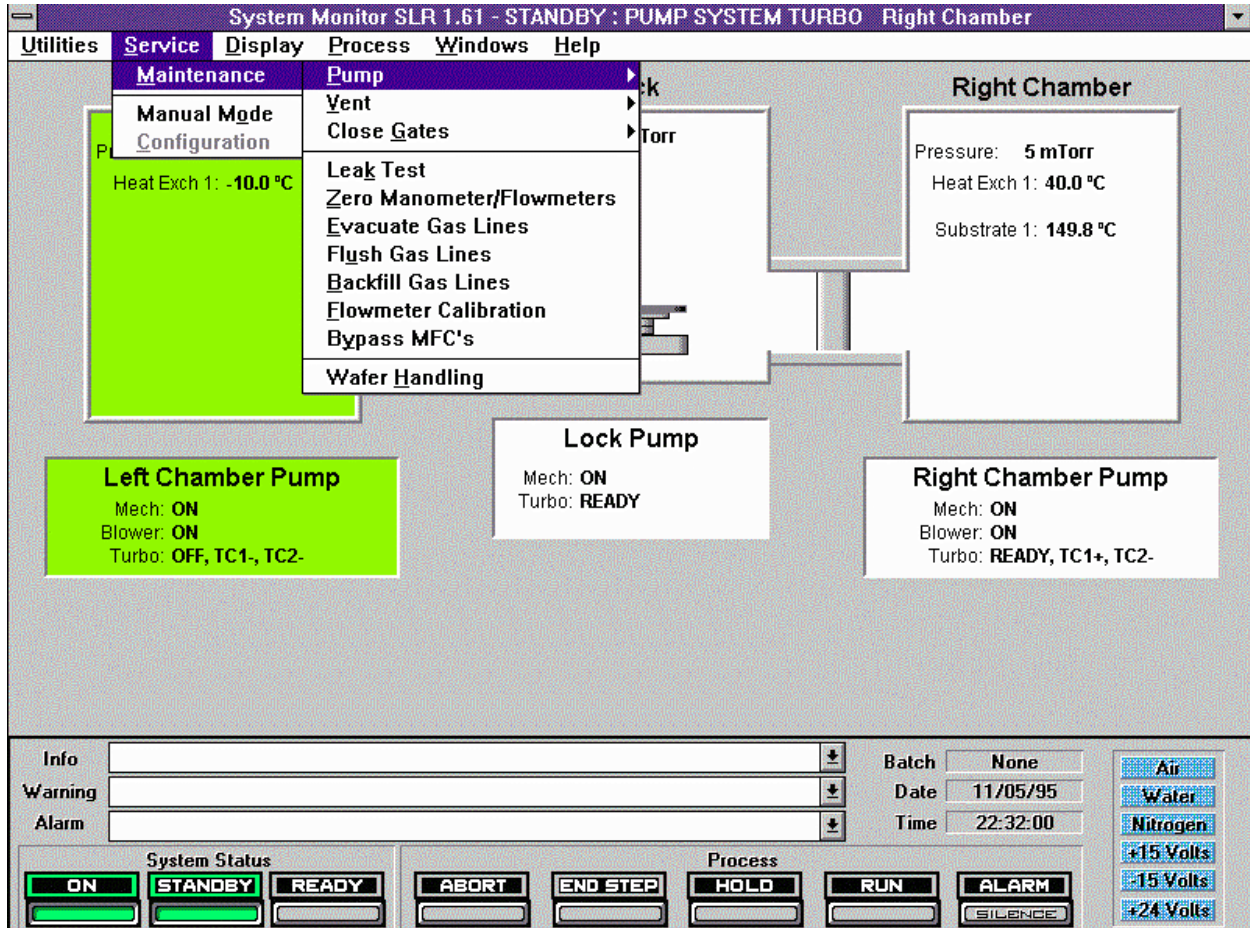 System Monitor SLR 1.61 - STANDBY : PUMP SYSTEM TURBO Right Chamber
Utilities Service Display Process Windows Help
Maintenance
Manual Mode
Configuration
Pump
Vent
Close Gates
Leak Test
Zero Manometer/Flowmeters
Evacuate Gas Lines
Flush Gas Lines
Backfill Gas Lines
Flowmeter Calibration
Bypass MFC's
Wafer Handling
Heat Exch 1: -10.0 ºC
Torr
Right Chamber
Pressure: 5 mTorr
Heat Exch 1: 40.0 ºC
Substrate 1: 149.8 ºC
Left Chamber Pump
Mech: ON
Blower: ON
Turbo: OFF, TC1-, TC2-
Lock Pump
Mech: ON
Turbo: READY
Right Chamber Pump
Mech: ON
Blower: ON
Turbo: READY, TC1+, TC2-
Info
Warning
Alarm
Batch None
Date 11/05/95
Time 22:32:00
Air
Water
Nitrogen
+15 Volts
-15 Volts
+24 Volts
System Status
ON STANDBY READY
Process
ABORT END STEP HOLD RUN ALARM
SILENCE